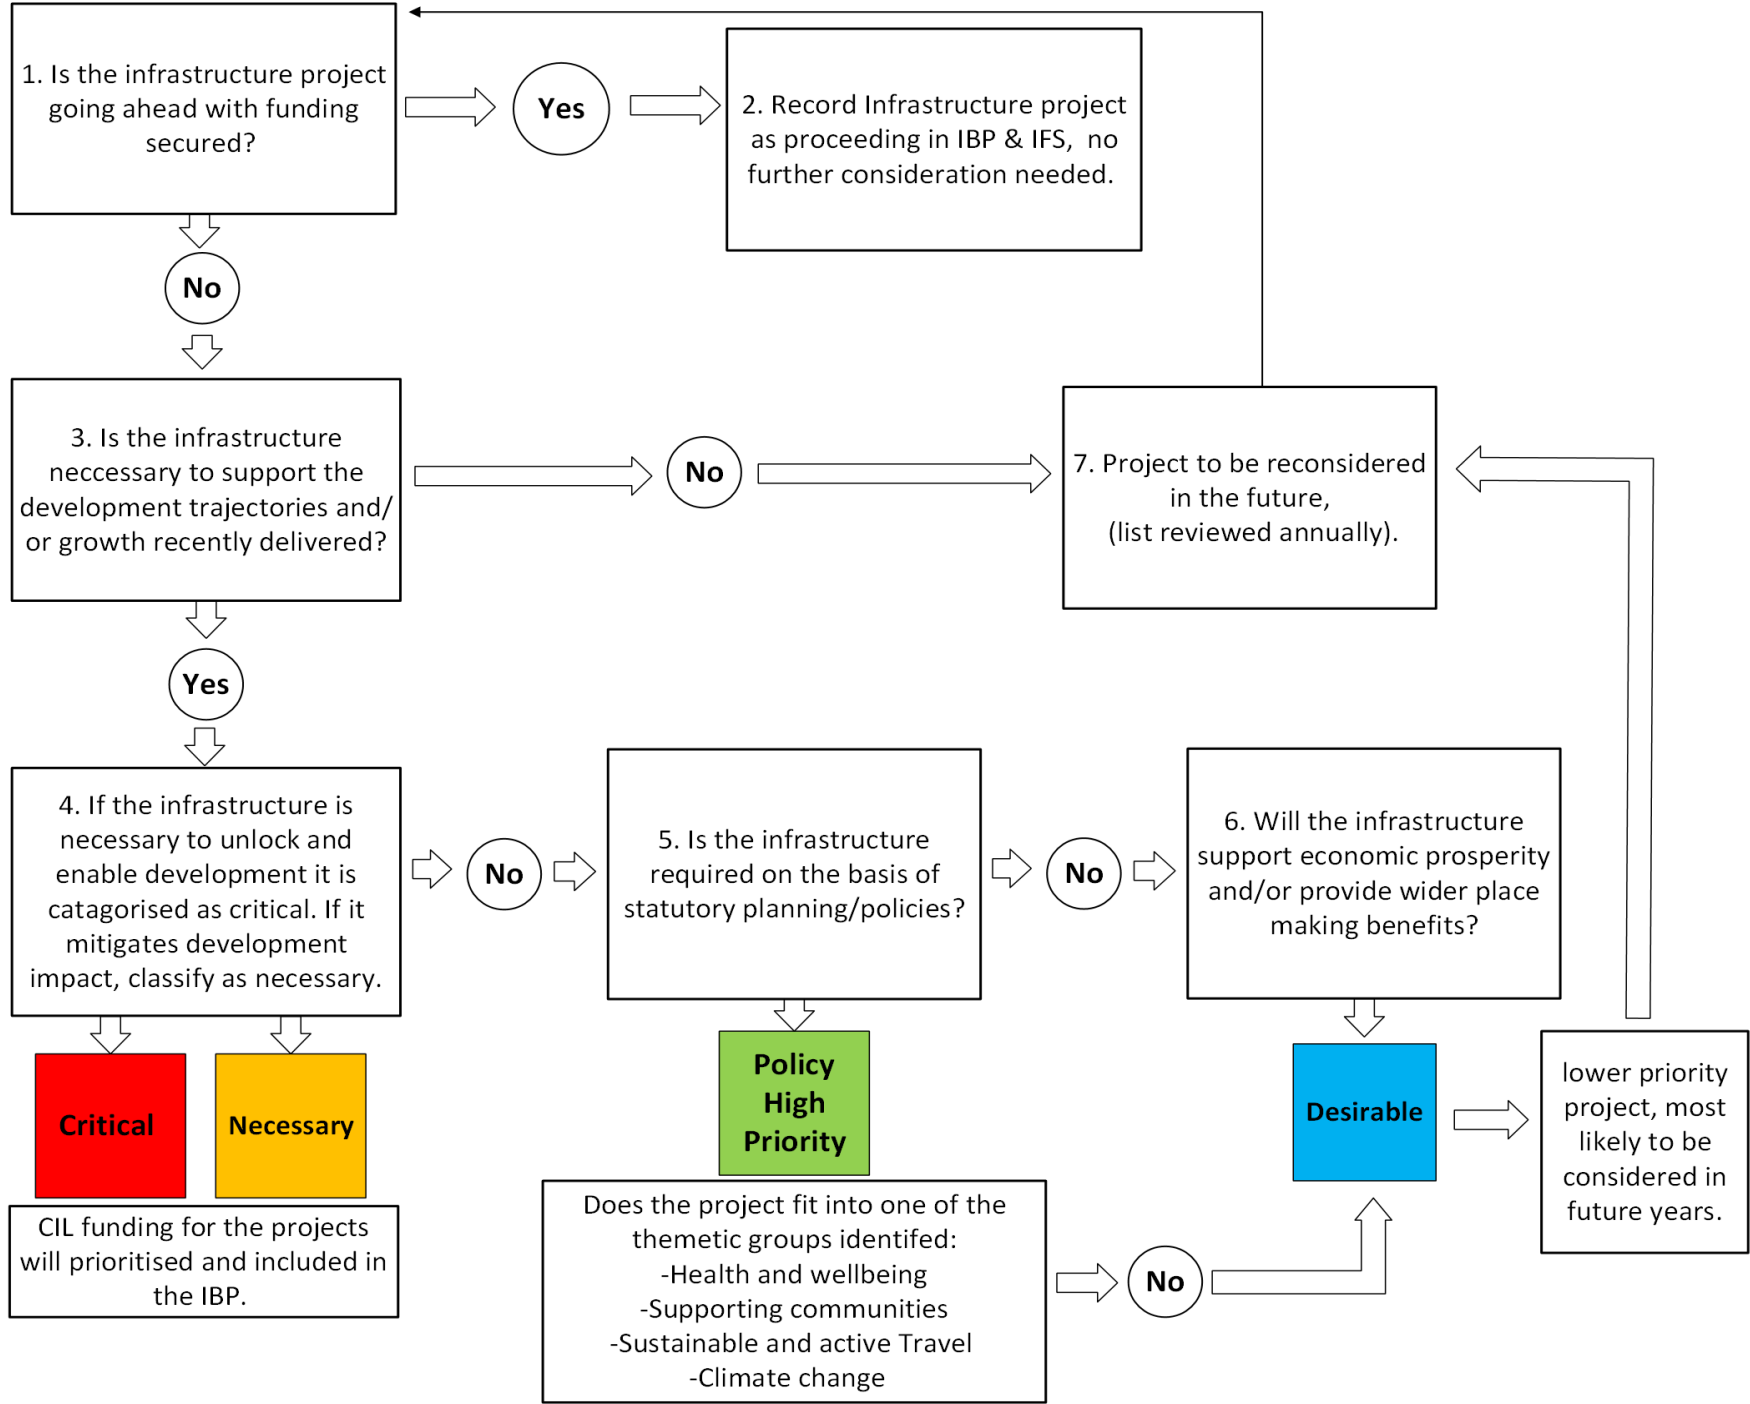 1. Is the infrastructure project
going ahead with funding
secured?
Yes
2. Record Infrastructure project
as proceeding in IBP & IFS,  no
further consideration needed.
No
3. Is the infrastructure
neccessary to support the
development trajectories and/
or growth recently delivered?
No
7. Project to be reconsidered
in the future,
(list reviewed annually).
Yes
4. If the infrastructure is
necessary to unlock and
enable development it is
catagorised as critical. If it
mitigates development
impact, classify as necessary.
No
5. Is the infrastructure
required on the basis of
statutory planning/policies?
No
6. Will the infrastructure
support economic prosperity
and/or provide wider place
making benefits?
Critical
Necessary
CIL funding for the projects
will prioritised and included in
the IBP.
Policy
High
Priority
Does the project fit into one of the
themetic groups identifed:
-Health and wellbeing
-Supporting communities
-Sustainable and active Travel
-Climate change
No
Desirable
lower priority
project, most
likely to be
considered in
future years.